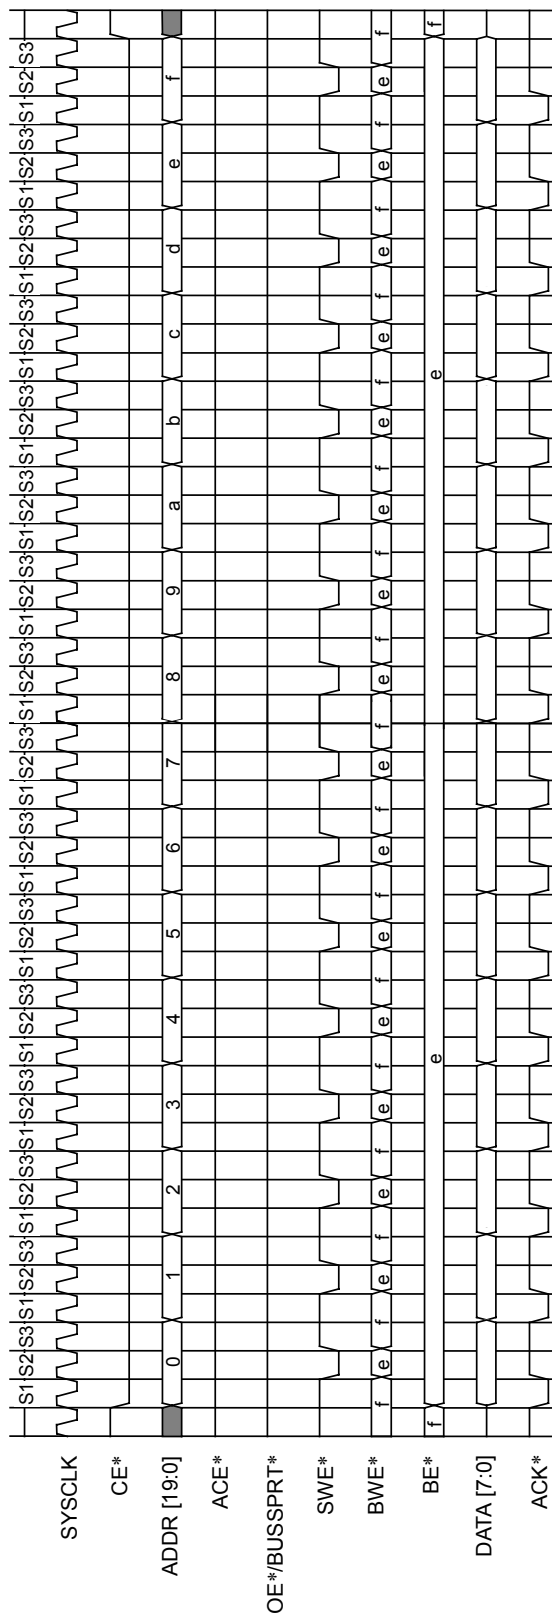 S1 S2 S3 S1 S2 S3 S1 S2 S3 S1 S2 S3 S1 S2 S3 S1 S2 S3 S1 S2 S3 S1 S2 S3 S1 S2 S3 S1 S2 S3 S1 S2 S3 S1 S2 S3 S1 S2 S3 S1 S2 S3 S1 S2 S3 S1 S2 S3
SYSCLK
CE*
ADDR [19:0] 0 1 2 3 4 5 6 7 8 9 a b c d e f
ACE*
OE*/BUSSPRT*
SWE*
BWE* f e f e f e f e f e f e f e f e f e f e f e f e f e f e f e f e f
BE* f e e f
DATA [7:0]
ACK*